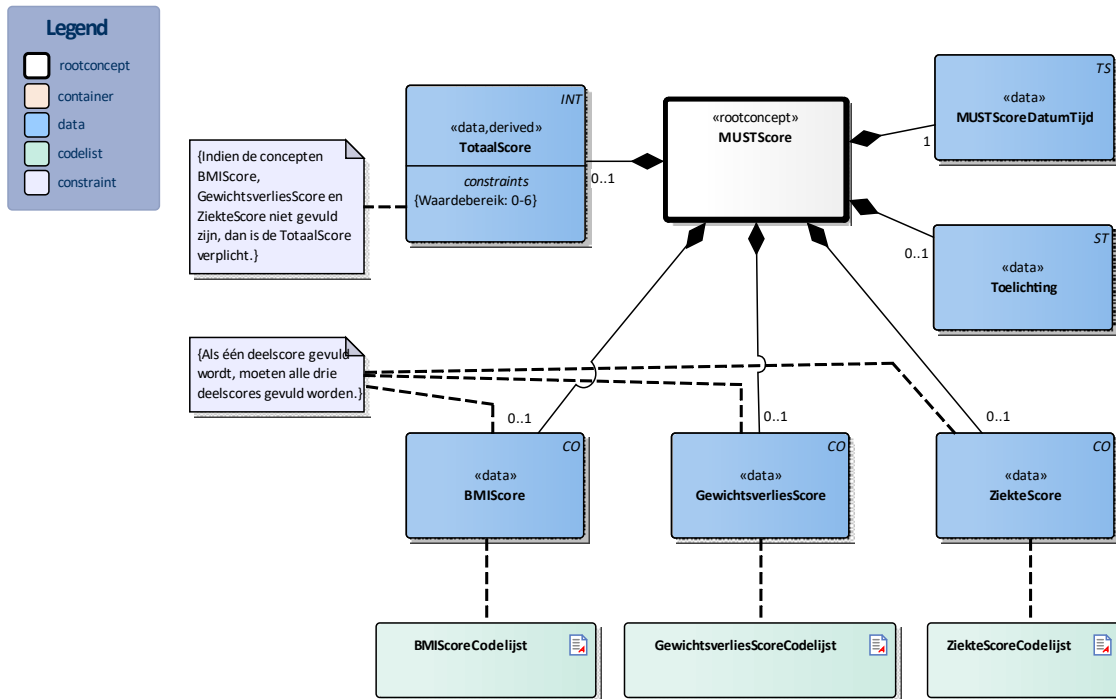 Legend
rootconcept
container
data
codelist
constraint
{Indien de concepten
BMIScore,
GewichtsverliesScore en
ZiekteScore niet gevuld
zijn, dan is de TotaalScore
verplicht.}
INT
«data,derived»
TotaalScore
constraints
{Waardebereik: 0-6}
0..1
«rootconcept»
MUSTScore
TS
«data»
MUSTScoreDatumTijd
1
ST
«data»
Toelichting
0..1
{Als één deelscore gevuld
wordt, moeten alle drie
deelscores gevuld worden.}
0..1
CO
«data»
BMIScore
0..1
CO
«data»
GewichtsverliesScore
0..1
CO
«data»
ZiekteScore
BMIScoreCodelijst
GewichtsverliesScoreCodelijst
ZiekteScoreCodelijst